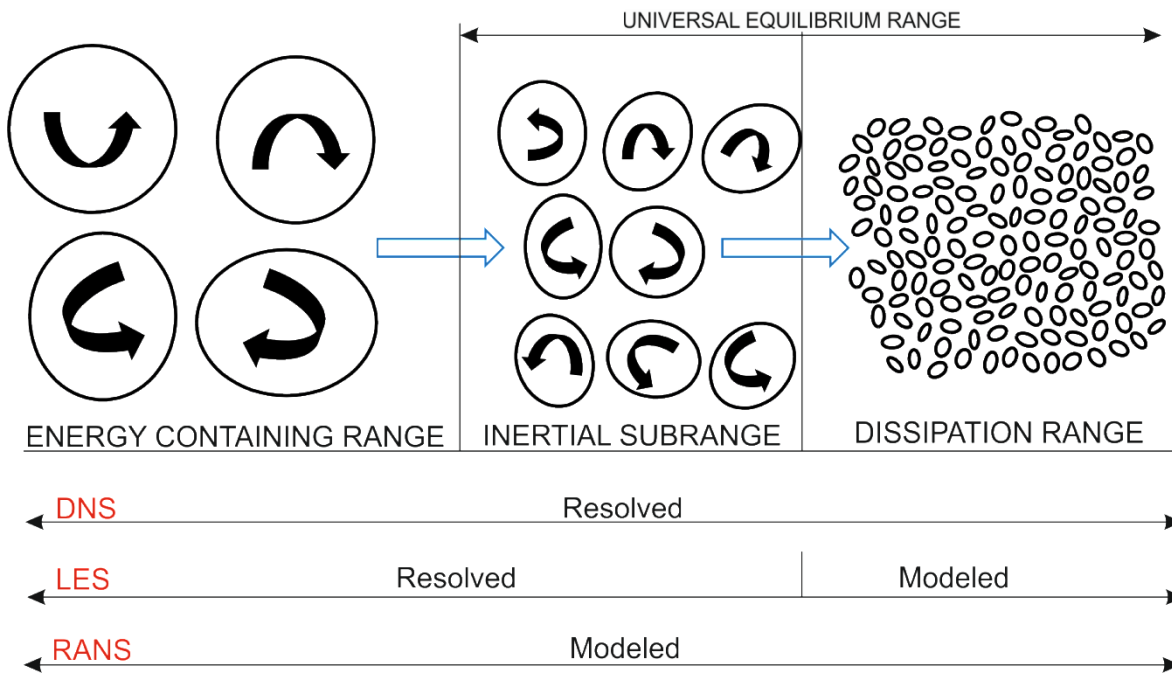 UNIVERSAL EQUILIBRIUM RANGE
ENERGY CONTAINING RANGE
INERTIAL SUBRANGE
DISSIPATION RANGE
DNS
Resolved
LES
Resolved
Modeled
RANS
Modeled